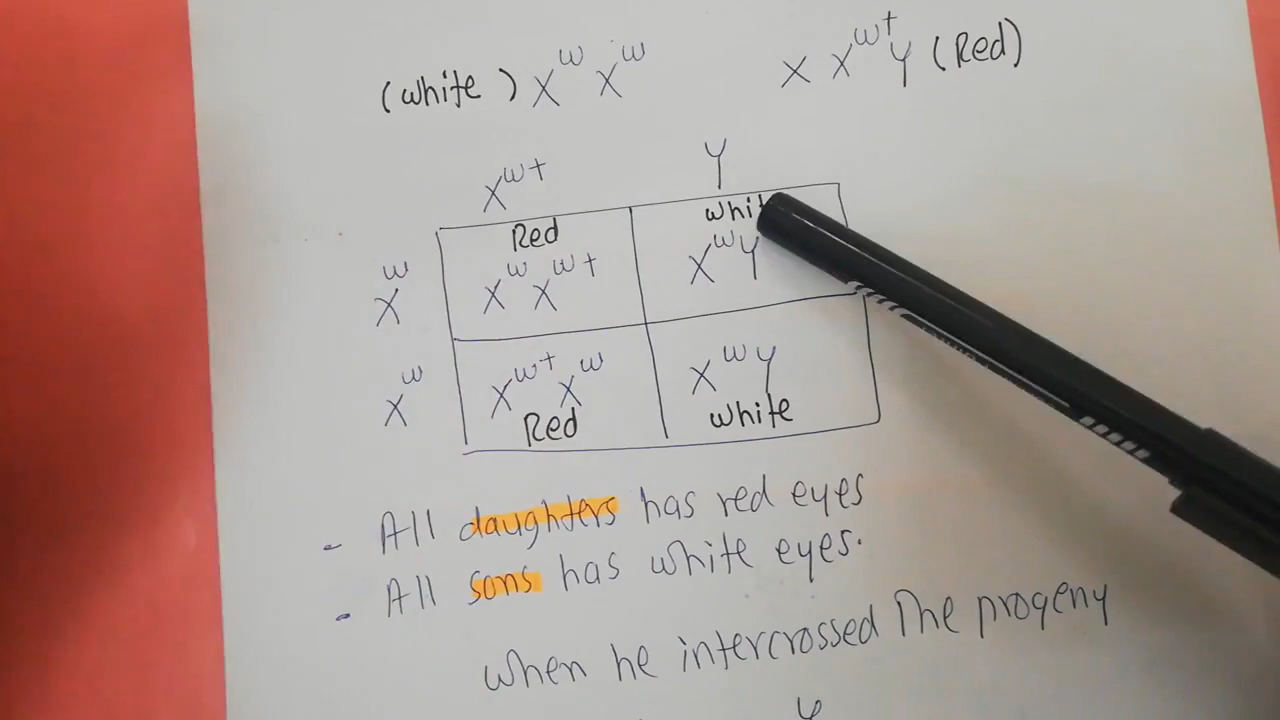 (white) X^w X^w X X^w+ Y (Red)
X^w+ Y
Red
X^w X^w X^w+ X^w Y
X^w X^w+ X^w X^w Y
Red white
- All daughters has red eyes
- All sons has white eyes.
When he intercrossed The progeny